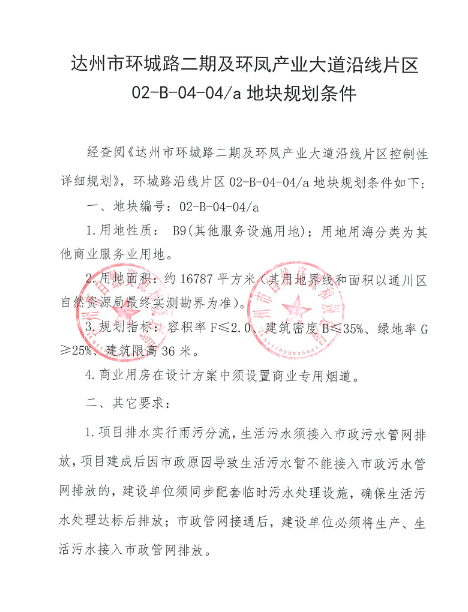 达州市环城路二期及环凤产业大道沿线片区
02-B-04-04/a 地块规划条件
经查阅《达州市环城路二期及环凤产业大道沿线片区控制性
详细规划》，环城路沿线片区02-B-04-04/a地块规划条件如下：
一、地块编号：02-B-04-04/a
1.用地性质： B9(其他服务设施用地)；用地用海分类为其
他商业服务业用地。
2.用地面积：约16787平方米（其用地界线和面积以通川区
自然资源局最终实测勘界为准）。
3.规划指标：容积率F≤2.0、建筑密度B≤35%、绿地率G
≥25%、建筑限高36米。
4.商业用房在设计方案中须设置商业专用烟道。
二、其它要求：
1.项目排水实行雨污分流，生活污水须接入市政污水管网排
放，项目建成后因市政原因导致生活污水暂不能接入市政污水管
网排放的，建设单位须同步配套临时污水处理设施，确保生活污
水处理达标后排放；市政管网接通后，建设单位必须将生产、生
活污水接入市政管网排放。